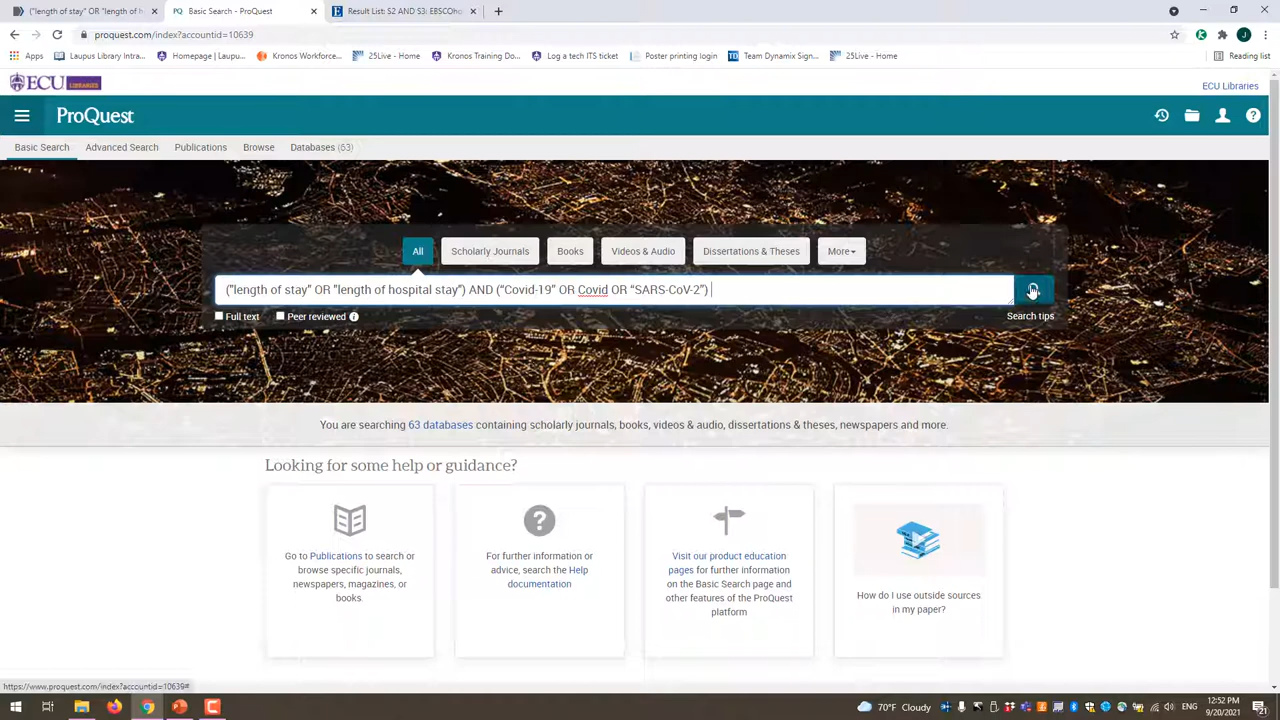 ("length of stay" OR "length o
Basic Search - ProQuest
Result List: S2 AND S3: EBSCOho
proquest.com/index?accountid=10639
Apps
Laupus Library Intra...
Homepage | Laupu...
Kronos Workforce...
25Live - Home
Kronos Training Do...
Log a tech ITS ticket
Poster printing login
Team Dynamix Sign...
25Live - Home
Reading list
ECU LIBRARIES
ECU Libraries
ProQuest
Basic Search
Advanced Search
Publications
Browse
Databases (63)
All
Scholarly Journals
Books
Videos & Audio
Dissertations & Theses
More
("length of stay" OR "length of hospital stay") AND (“Covid-19” OR Covid OR “SARS-CoV-2”)
Full text
Peer reviewed
Search tips
You are searching 63 databases containing scholarly journals, books, videos & audio, dissertations & theses, newspapers and more.
Looking for some help or guidance?
Go to Publications to search or
browse specific journals,
newspapers, magazines, or
books.
For further information or
advice, search the Help
documentation
Visit our product education
pages for further information
on the Basic Search page and
other features of the ProQuest
platform
How do I use outside sources
in my paper?
https://www.proquest.com/index?accountid=10639#
70°F Cloudy
ENG
12:52 PM
9/20/2021
21